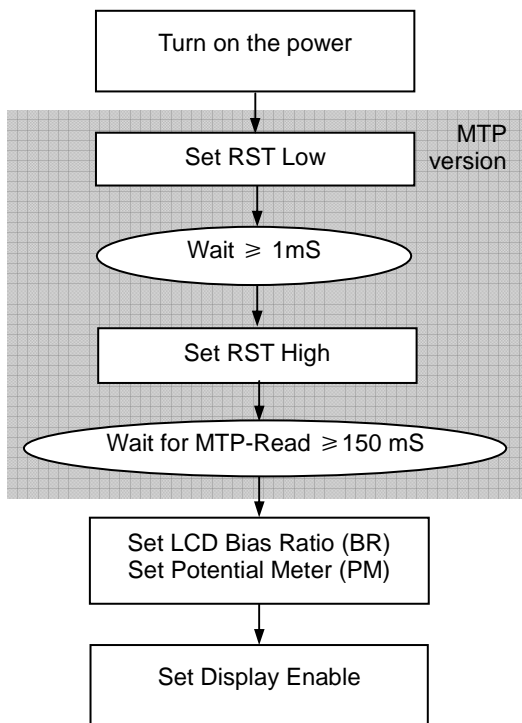 Turn on the power
MTP
version
Set RST Low
Wait ≥ 1mS
Set RST High
Wait for MTP-Read ≥150 mS
Set LCD Bias Ratio (BR)
Set Potential Meter (PM)
Set Display Enable